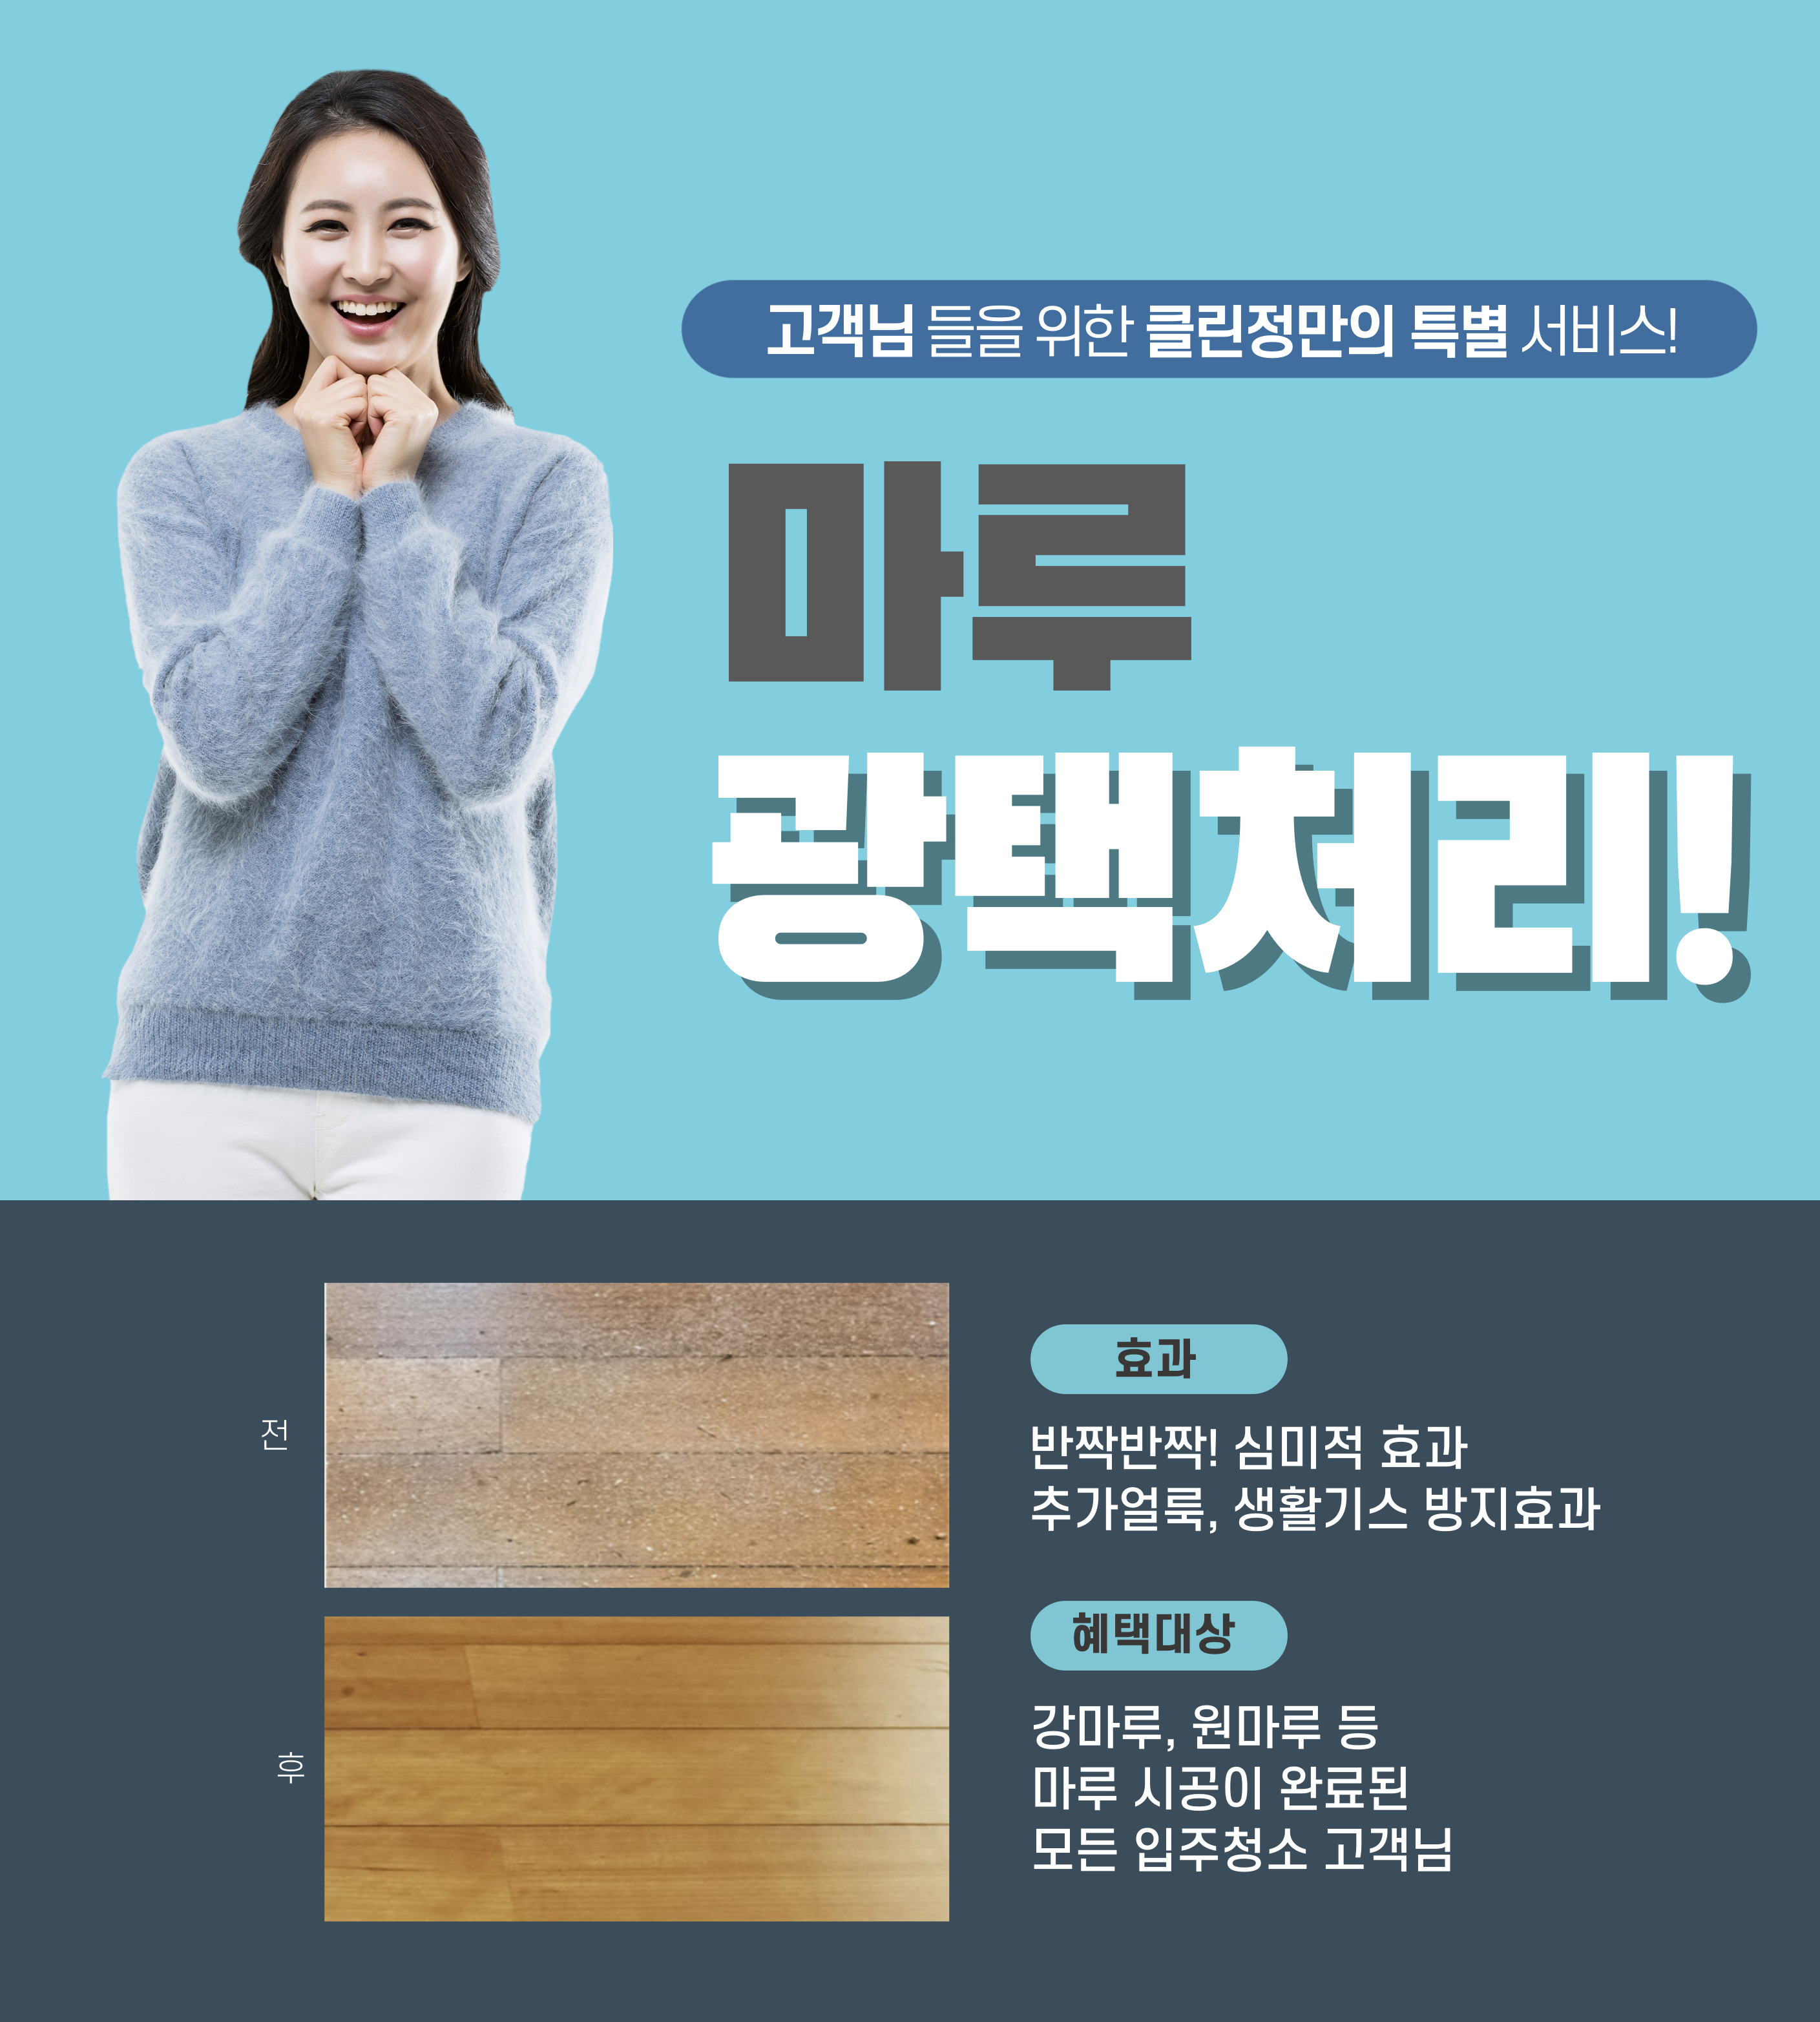 고객님 들을 위한 클린정만의 특별 서비스!
마루
광택처리!
전
효과
반짝반짝! 심미적 효과
추가얼룩, 생활기스 방지효과
후
혜택대상
강마루, 원마루 등
마루 시공이 완료된
모든 입주청소 고객님